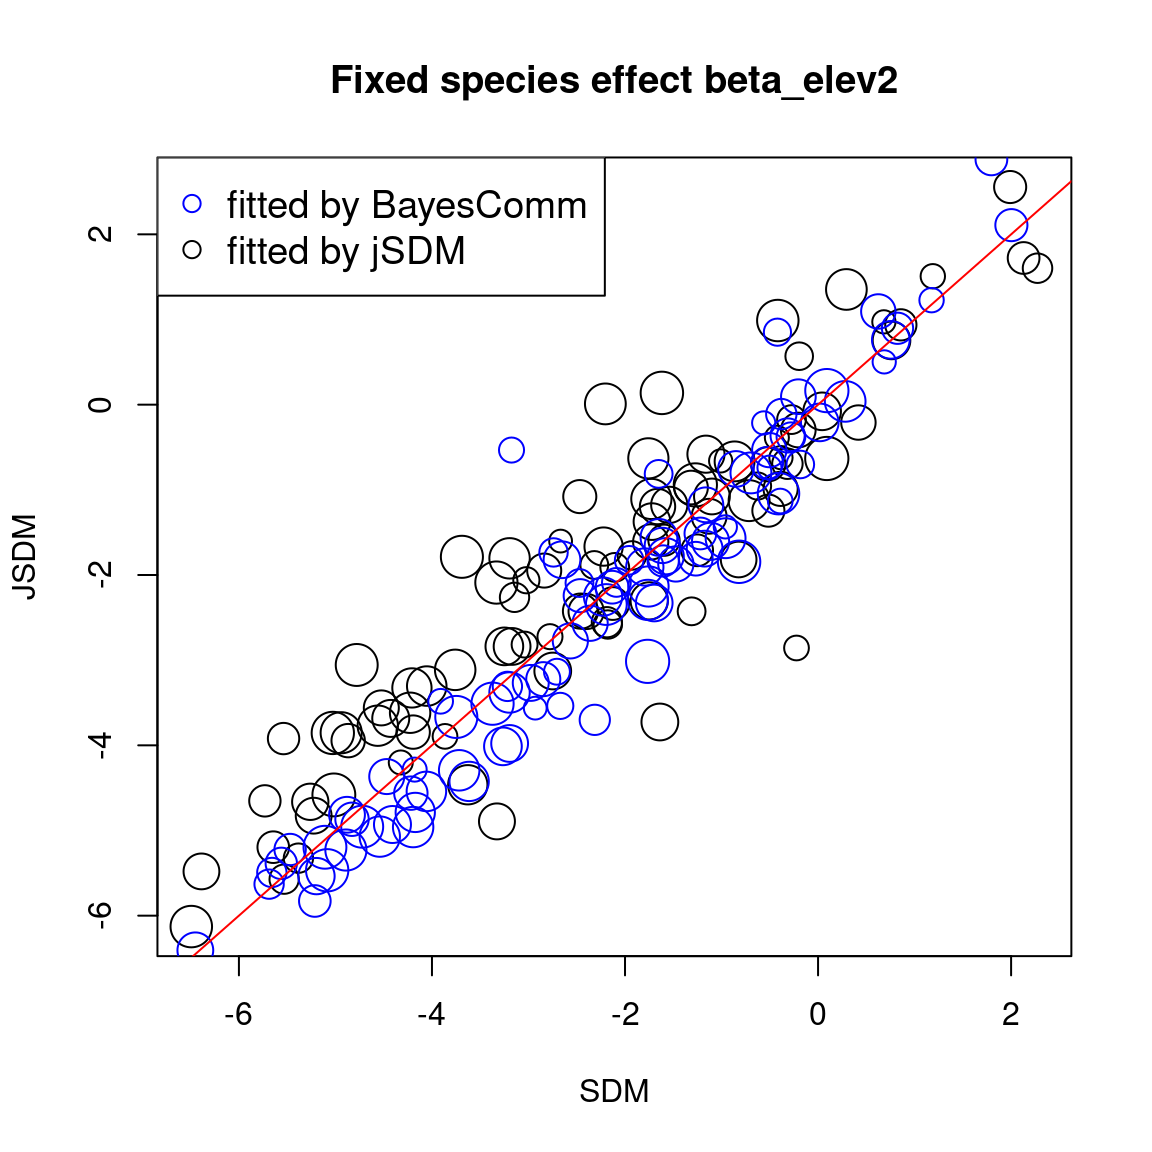 Fixed species effect beta_elev2
fitted by BayesComm
fitted by jSDM
JSDM
2
0
-2
-4
-6
-6 -4 -2 0 2
SDM